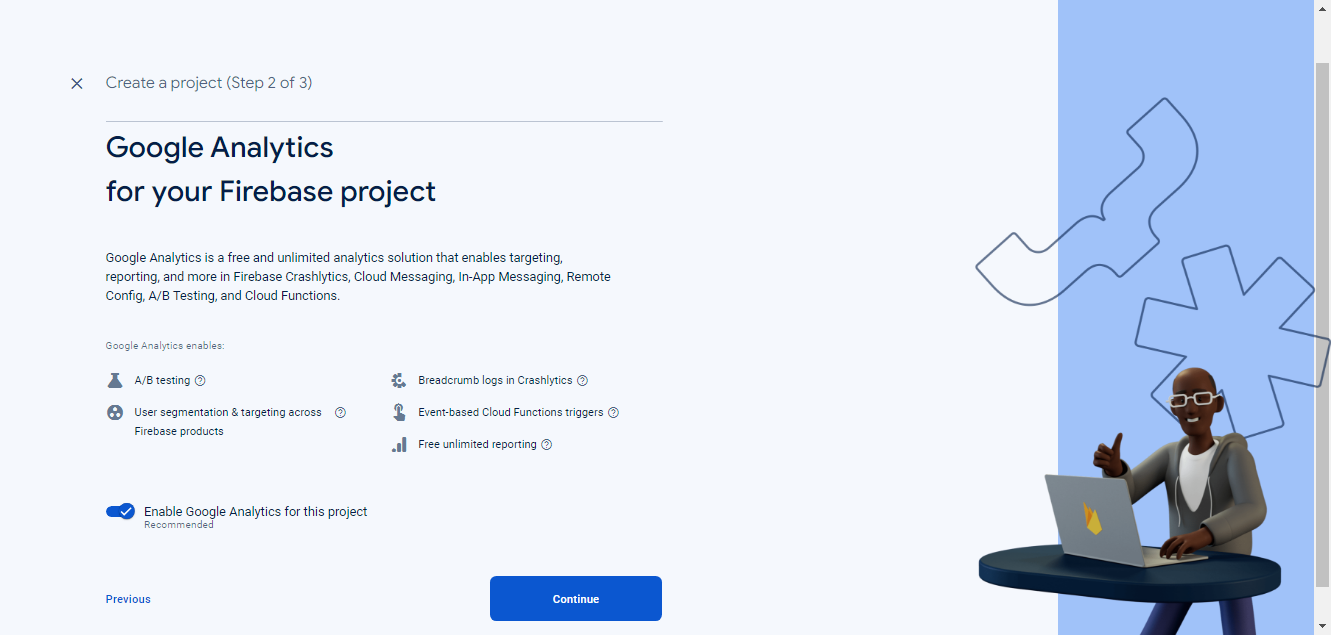 Create a project (Step 2 of 3)
Google Analytics
for your Firebase project
Google Analytics is a free and unlimited analytics solution that enables targeting,
reporting, and more in Firebase Crashlytics, Cloud Messaging, In-App Messaging, Remote
Config, A/B Testing, and Cloud Functions.
Google Analytics enables:
A/B testing
User segmentation & targeting across
Firebase products
Breadcrumb logs in Crashlytics
Event-based Cloud Functions triggers
Free unlimited reporting
Enable Google Analytics for this project
Recommended
Previous
Continue